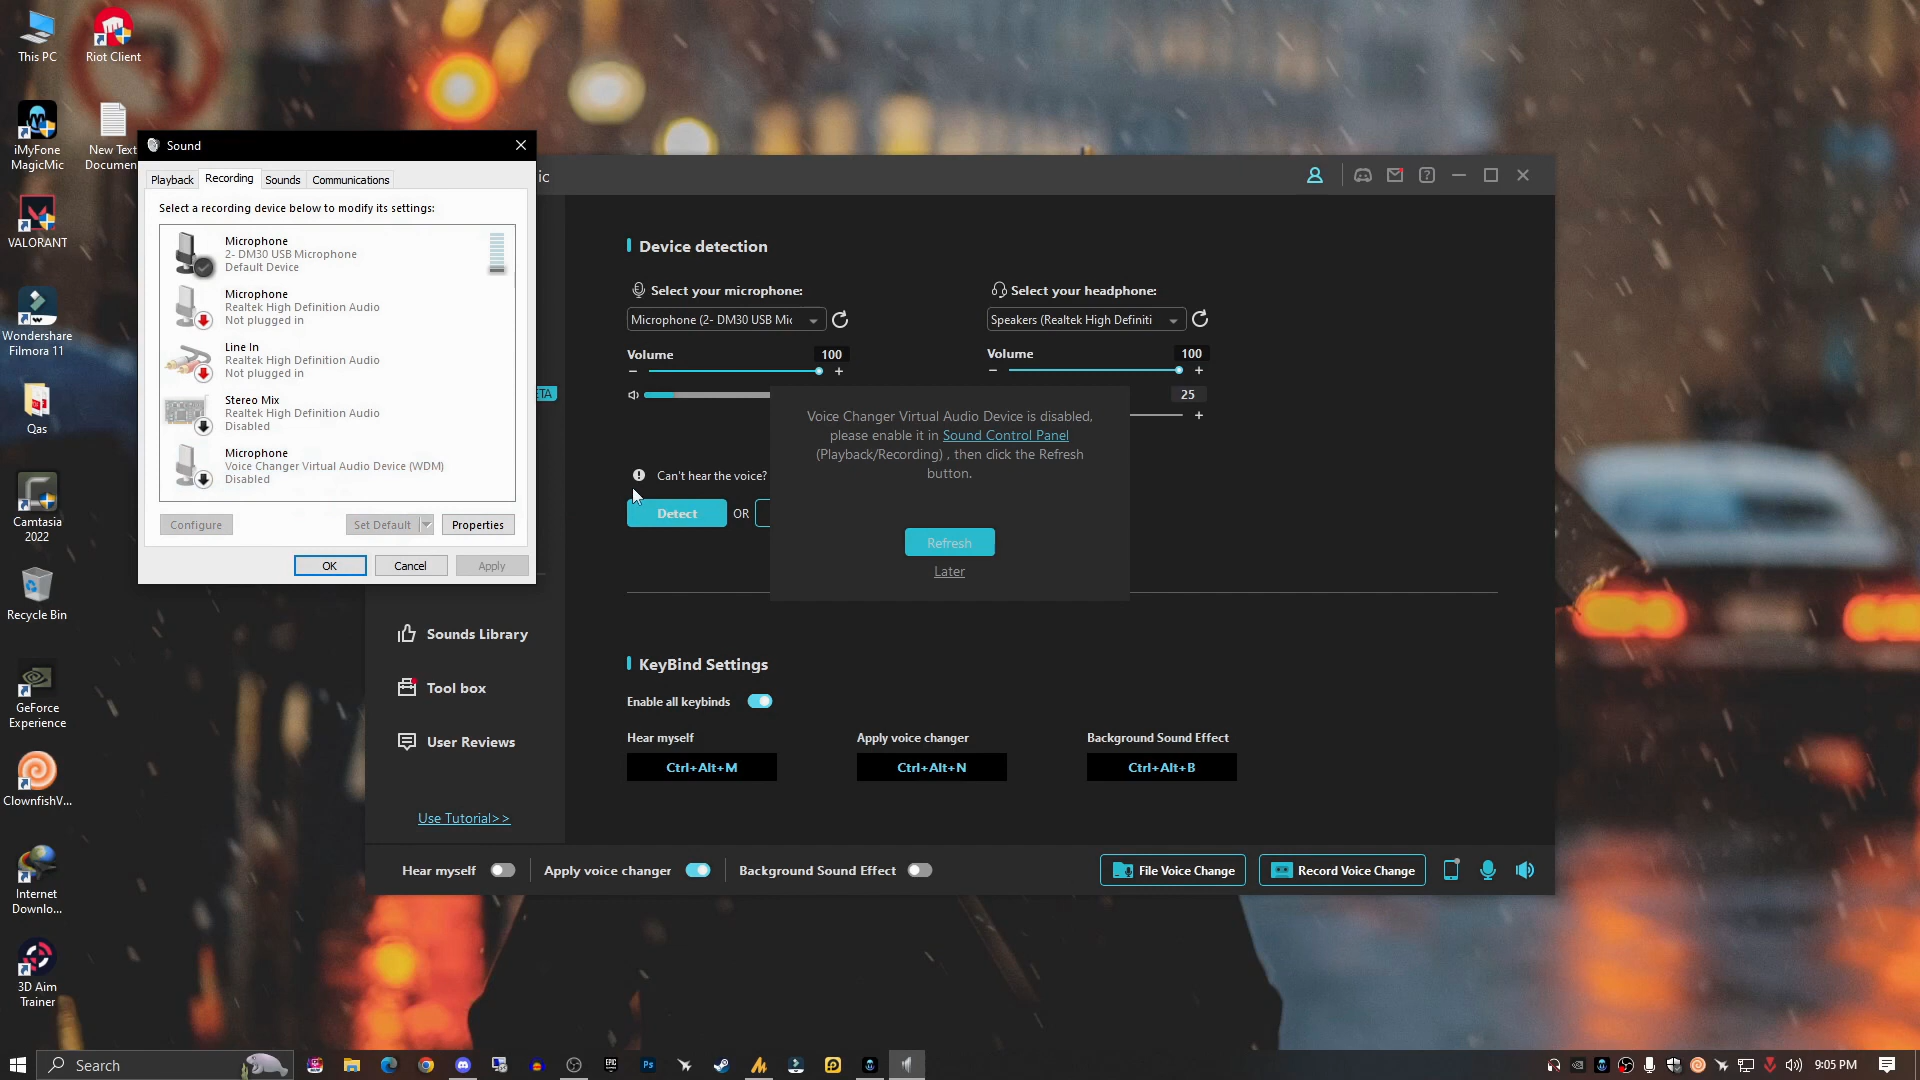 This PC
Riot Client
iMyFone
MagicMic
New Text
Documen
VALORANT
Wondershare
Filmora 11
Qas
Camtasia
2022
Recycle Bin
GeForce
Experience
ClownfishV...
Internet
Downlo...
3D Aim
Trainer
Sound
Playback
Recording
Sounds
Communications
Select a recording device below to modify its settings:
Microphone
2- DM30 USB Microphone
Default Device
Microphone
Realtek High Definition Audio
Not plugged in
Line In
Realtek High Definition Audio
Not plugged in
Stereo Mix
Realtek High Definition Audio
Disabled
Microphone
Voice Changer Virtual Audio Device (WDM)
Disabled
Configure
Set Default
Properties
OK
Cancel
Apply
ic
ETA
Sounds Library
Tool box
User Reviews
Use Tutorial>>
Device detection
Select your microphone:
Microphone (2- DM30 USB Mic
Volume
100
Select your headphone:
Speakers (Realtek High Definiti
Volume
100
25
Can't hear the voice?
Detect
OR
Voice Changer Virtual Audio Device is disabled,
please enable it in Sound Control Panel
(Playback/Recording) , then click the Refresh
button.
Refresh
Later
KeyBind Settings
Enable all keybinds
Hear myself
Ctrl+Alt+M
Apply voice changer
Ctrl+Alt+N
Background Sound Effect
Ctrl+Alt+B
Hear myself
Apply voice changer
Background Sound Effect
File Voice Change
Record Voice Change
Search
EPIC
Ps
9:05 PM